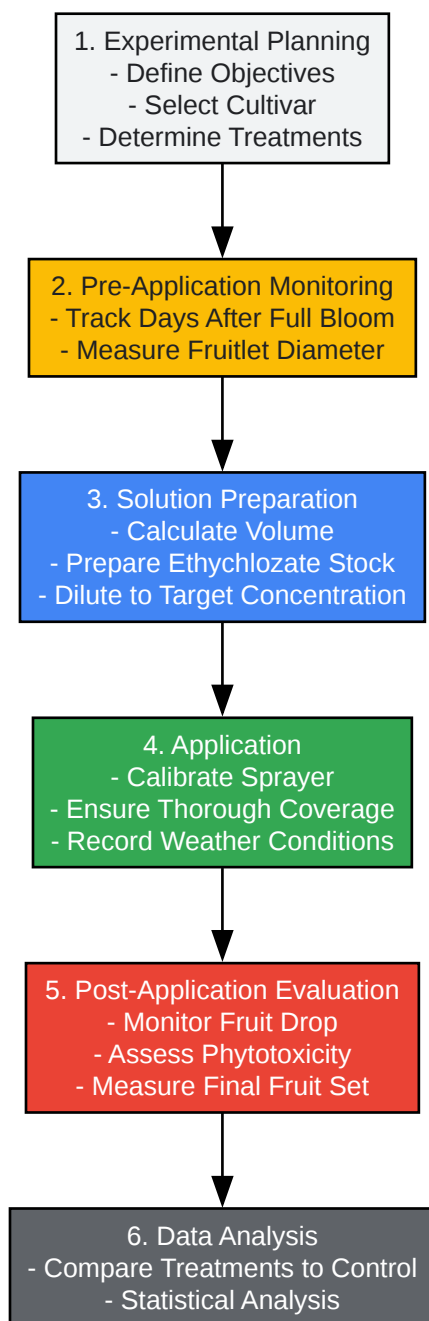 1. Experimental Planning
- Define Objectives
- Select Cultivar
- Determine Treatments
2. Pre-Application Monitoring
- Track Days After Full Bloom
- Measure Fruitlet Diameter
3. Solution Preparation
- Calculate Volume
- Prepare Ethychlozate Stock
- Dilute to Target Concentration
4. Application
- Calibrate Sprayer
- Ensure Thorough Coverage
- Record Weather Conditions
5. Post-Application Evaluation
- Monitor Fruit Drop
- Assess Phytotoxicity
- Measure Final Fruit Set
6. Data Analysis
- Compare Treatments to Control
- Statistical Analysis